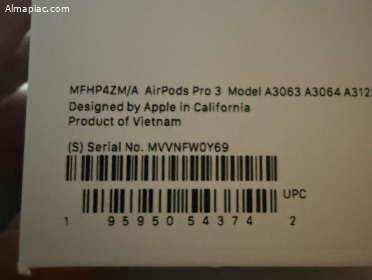 Almapiac.com
MFHP4ZM/A AirPods Pro 3 Model A3063 A3064 A312
Designed by Apple in California
Product of Vietnam
(S) Serial No. MVVNFW0Y69
UPC
1 95950 54374 2